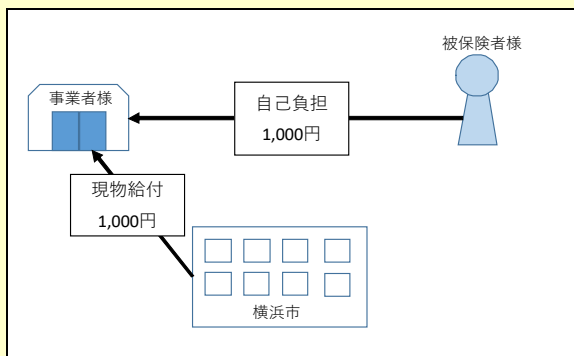 被保険者様
事業者様
自己負担
1,000円
現物給付
1,000円
横浜市